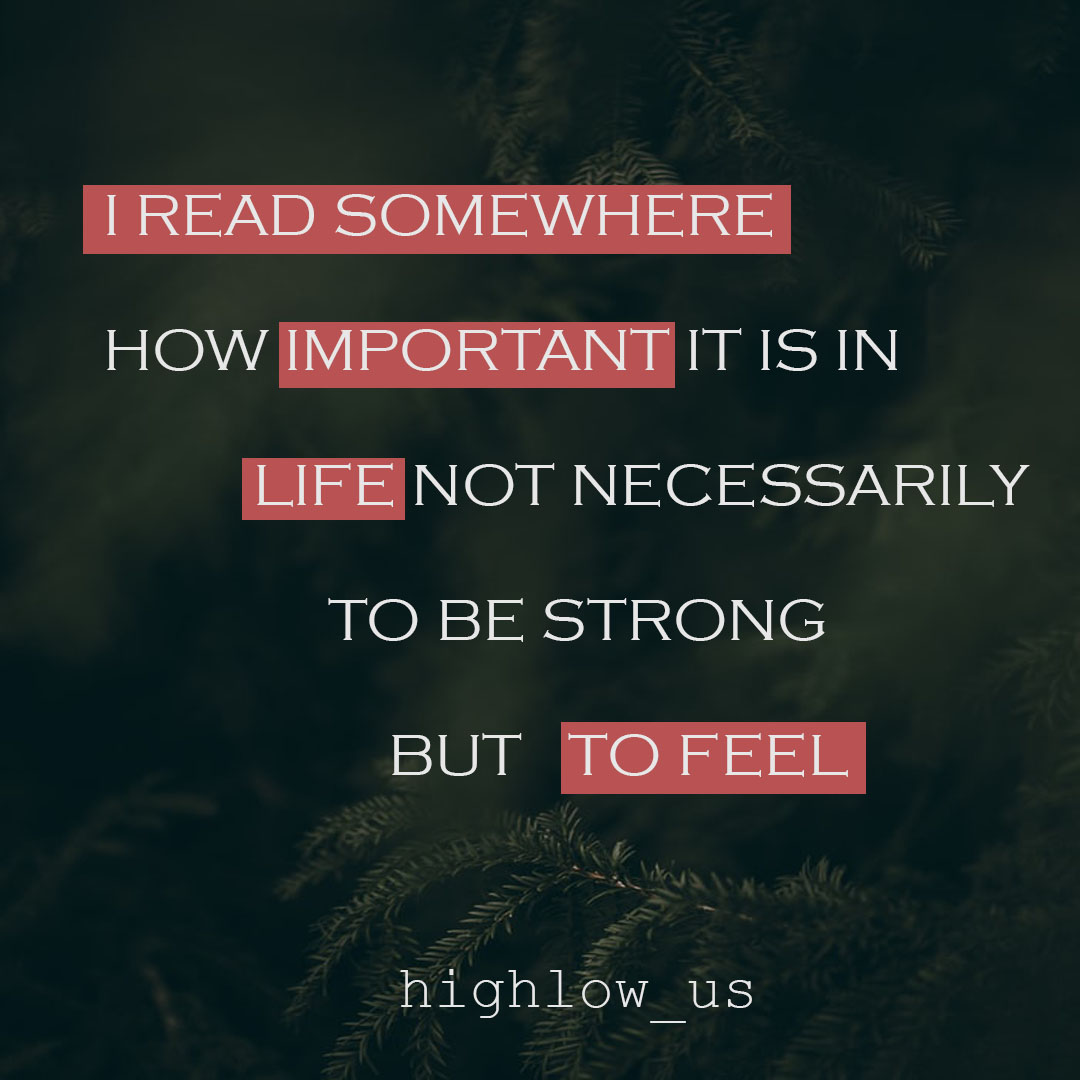 I READ SOMEWHERE
HOW IMPORTANT IT IS IN
LIFE NOT NECESSARILY
TO BE STRONG
BUT TO FEEL
highlow_us